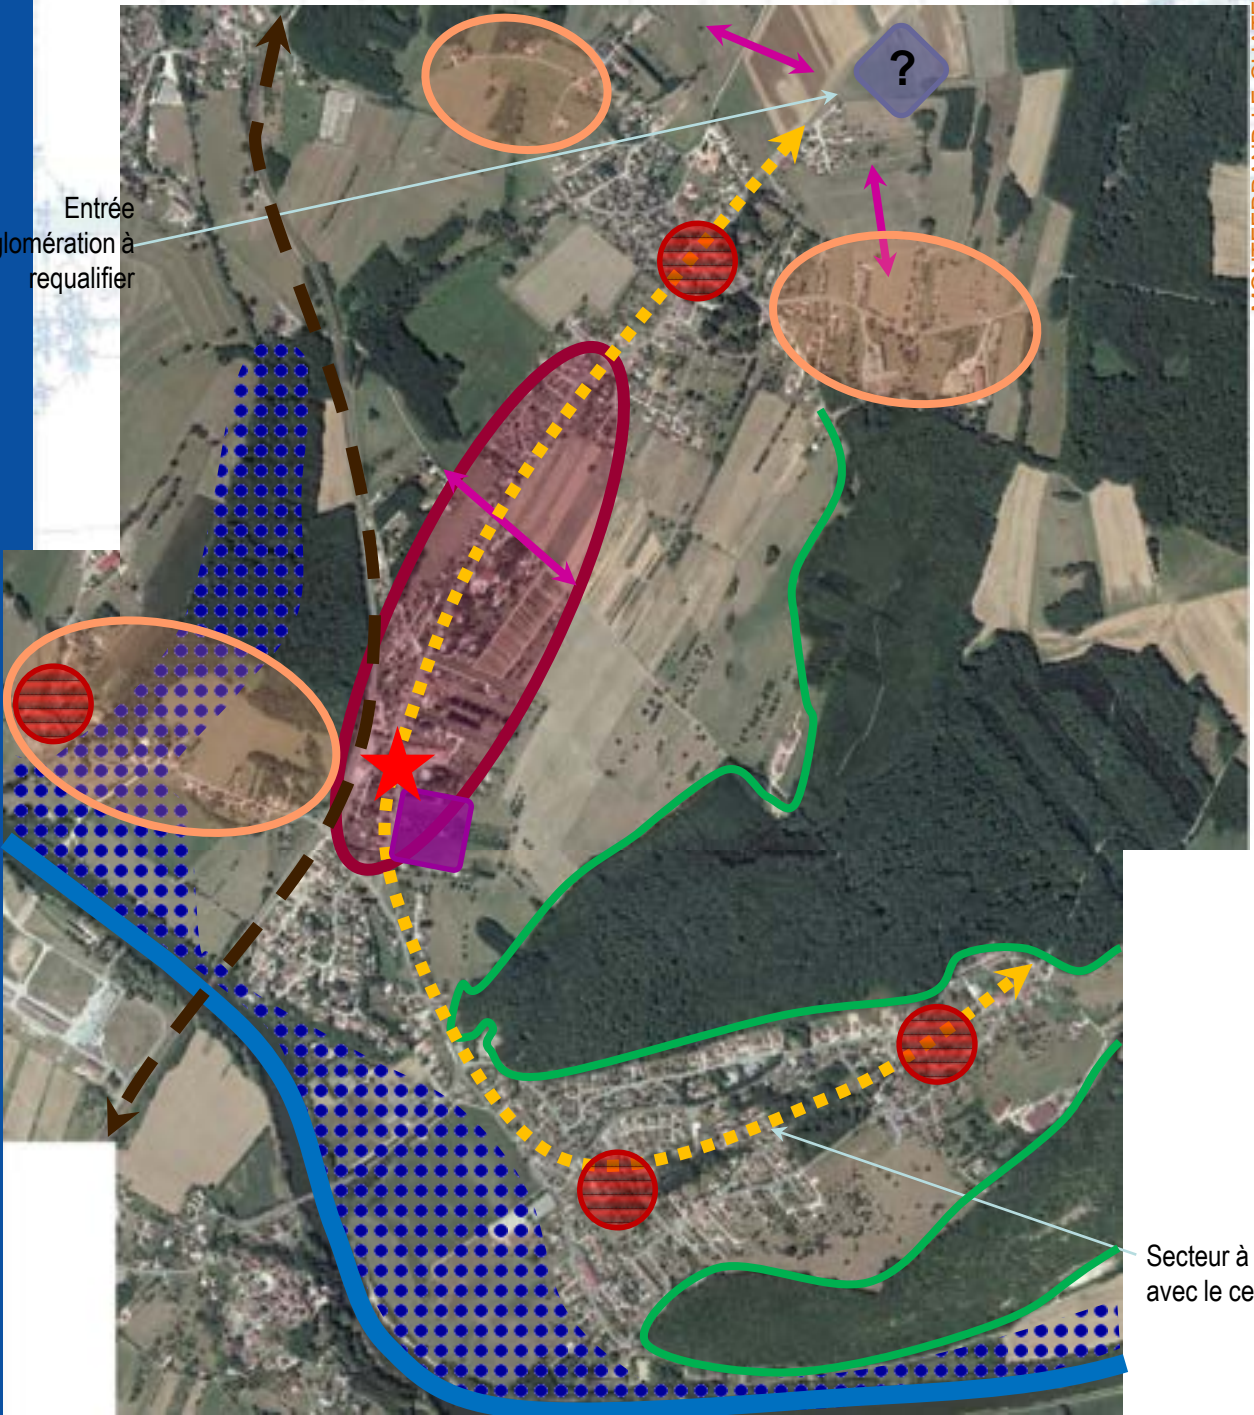 Entrée
glomération à
requalifier
?
Secteur à
avec le ce